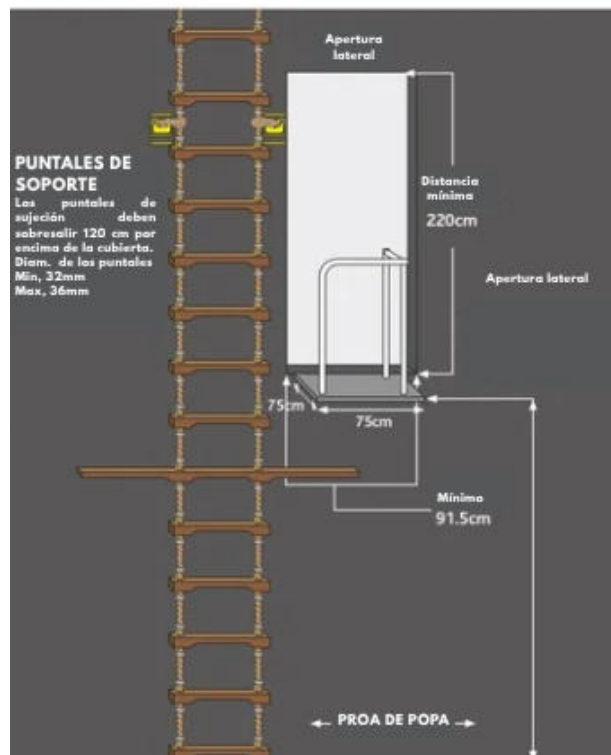 Apertura
lateral
PUNTALES DE
SOPORTE
Los puntales de
sujeción deben
sobresalir 120 cm por
encima de la cubierta.
Diam. de los puntales
Min, 32mm
Max, 36mm
Distancia
mínima
220cm
Apertura lateral
75cm
75cm
Mínimo
91.5cm
PROA DE POPA